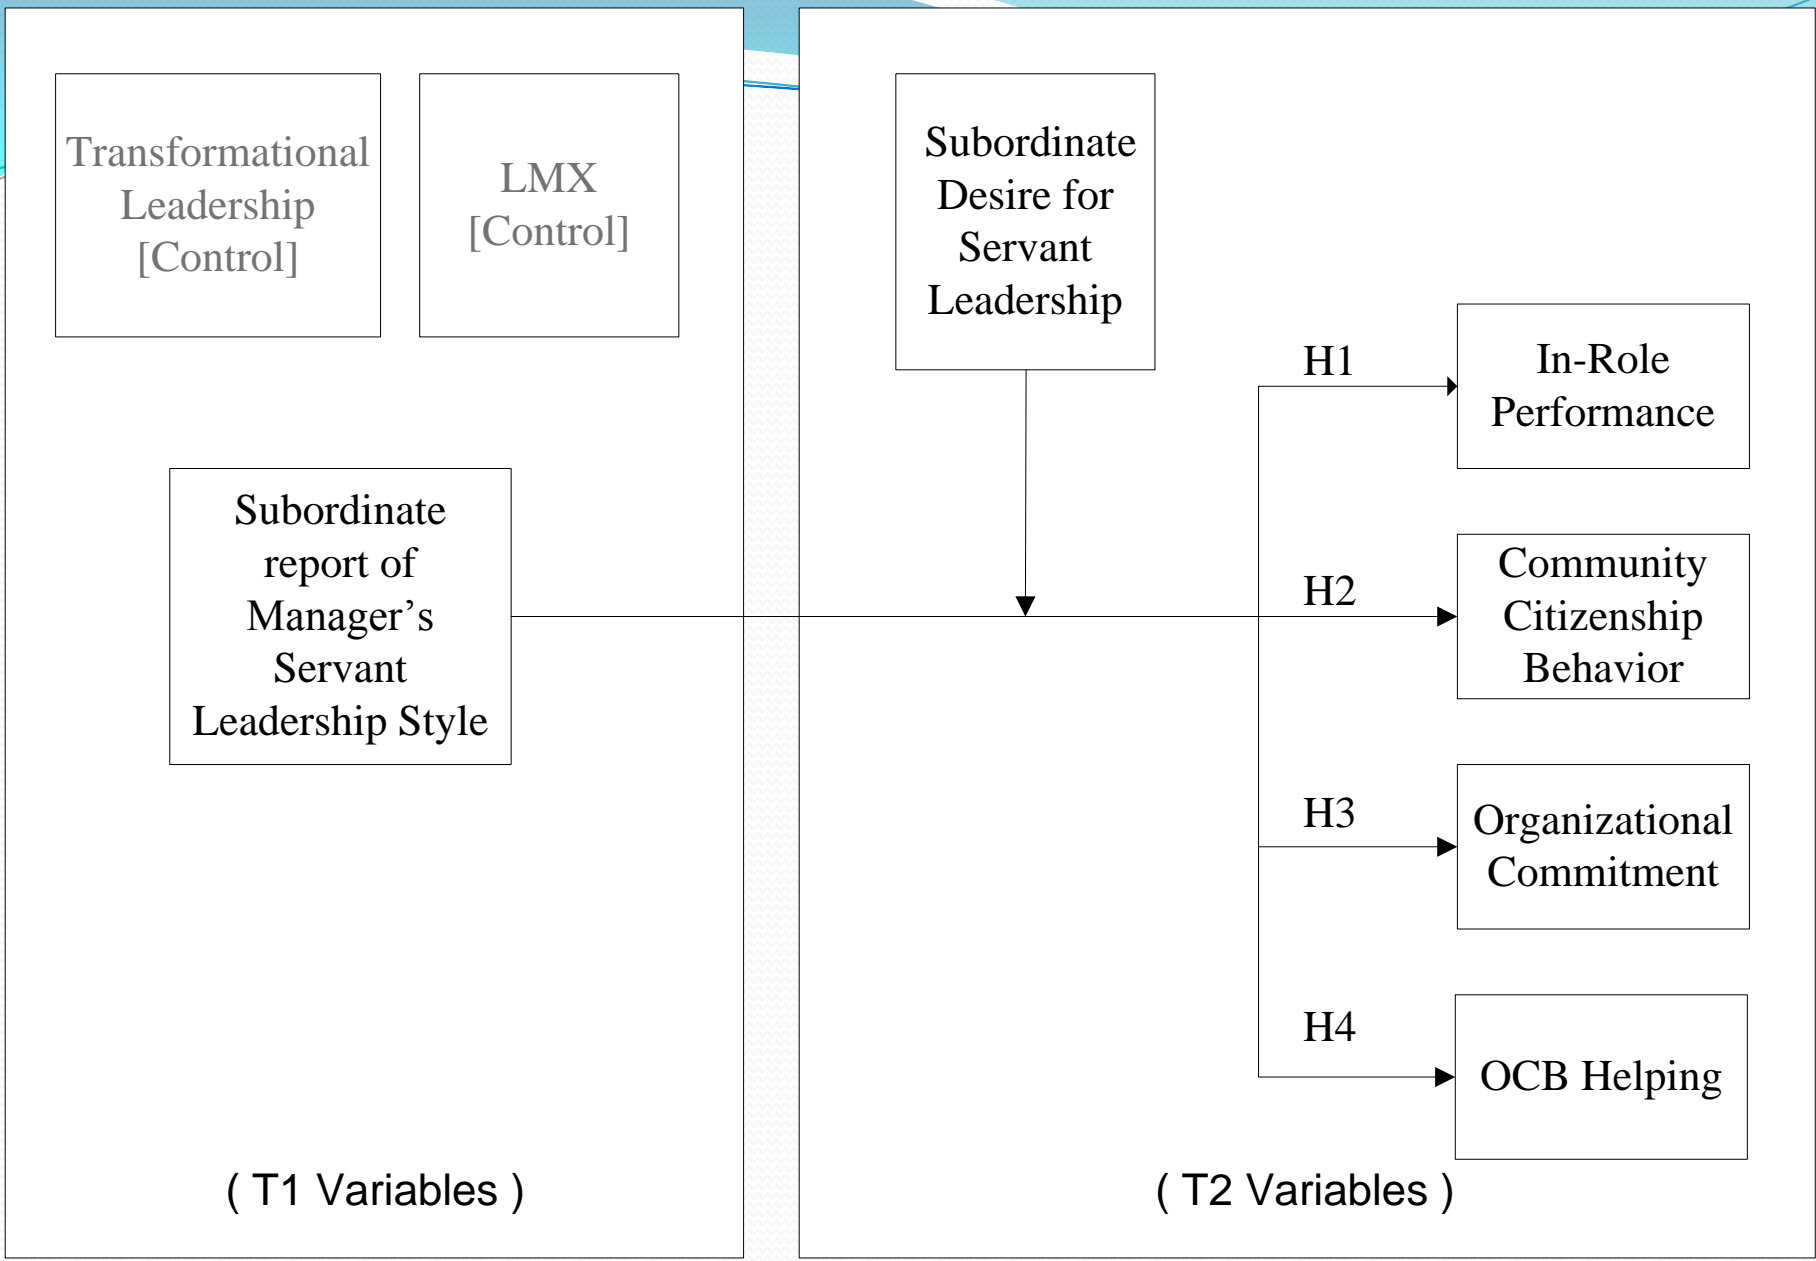 Transformational
Leadership
[Control]
LMX
[Control]
Subordinate
report of
Manager’s
Servant
Leadership Style
( T1 Variables )
Subordinate
Desire for
Servant
Leadership
H1
In-Role
Performance
H2
Community
Citizenship
Behavior
H3
Organizational
Commitment
H4
OCB Helping
( T2 Variables )